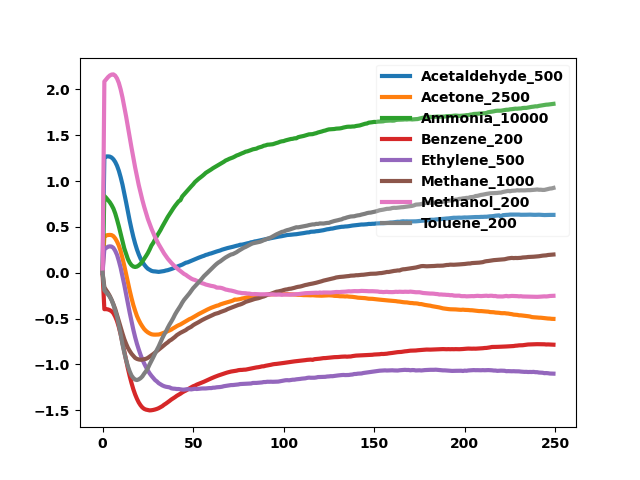 2.0
1.5
1.0
0.5
0.0
−0.5
−1.0
−1.5
0 50 100 150 200 250
Acetaldehyde_500
Acetone_2500
Ammonia_10000
Benzene_200
Ethylene_500
Methane_1000
Methanol_200
Toluene_200